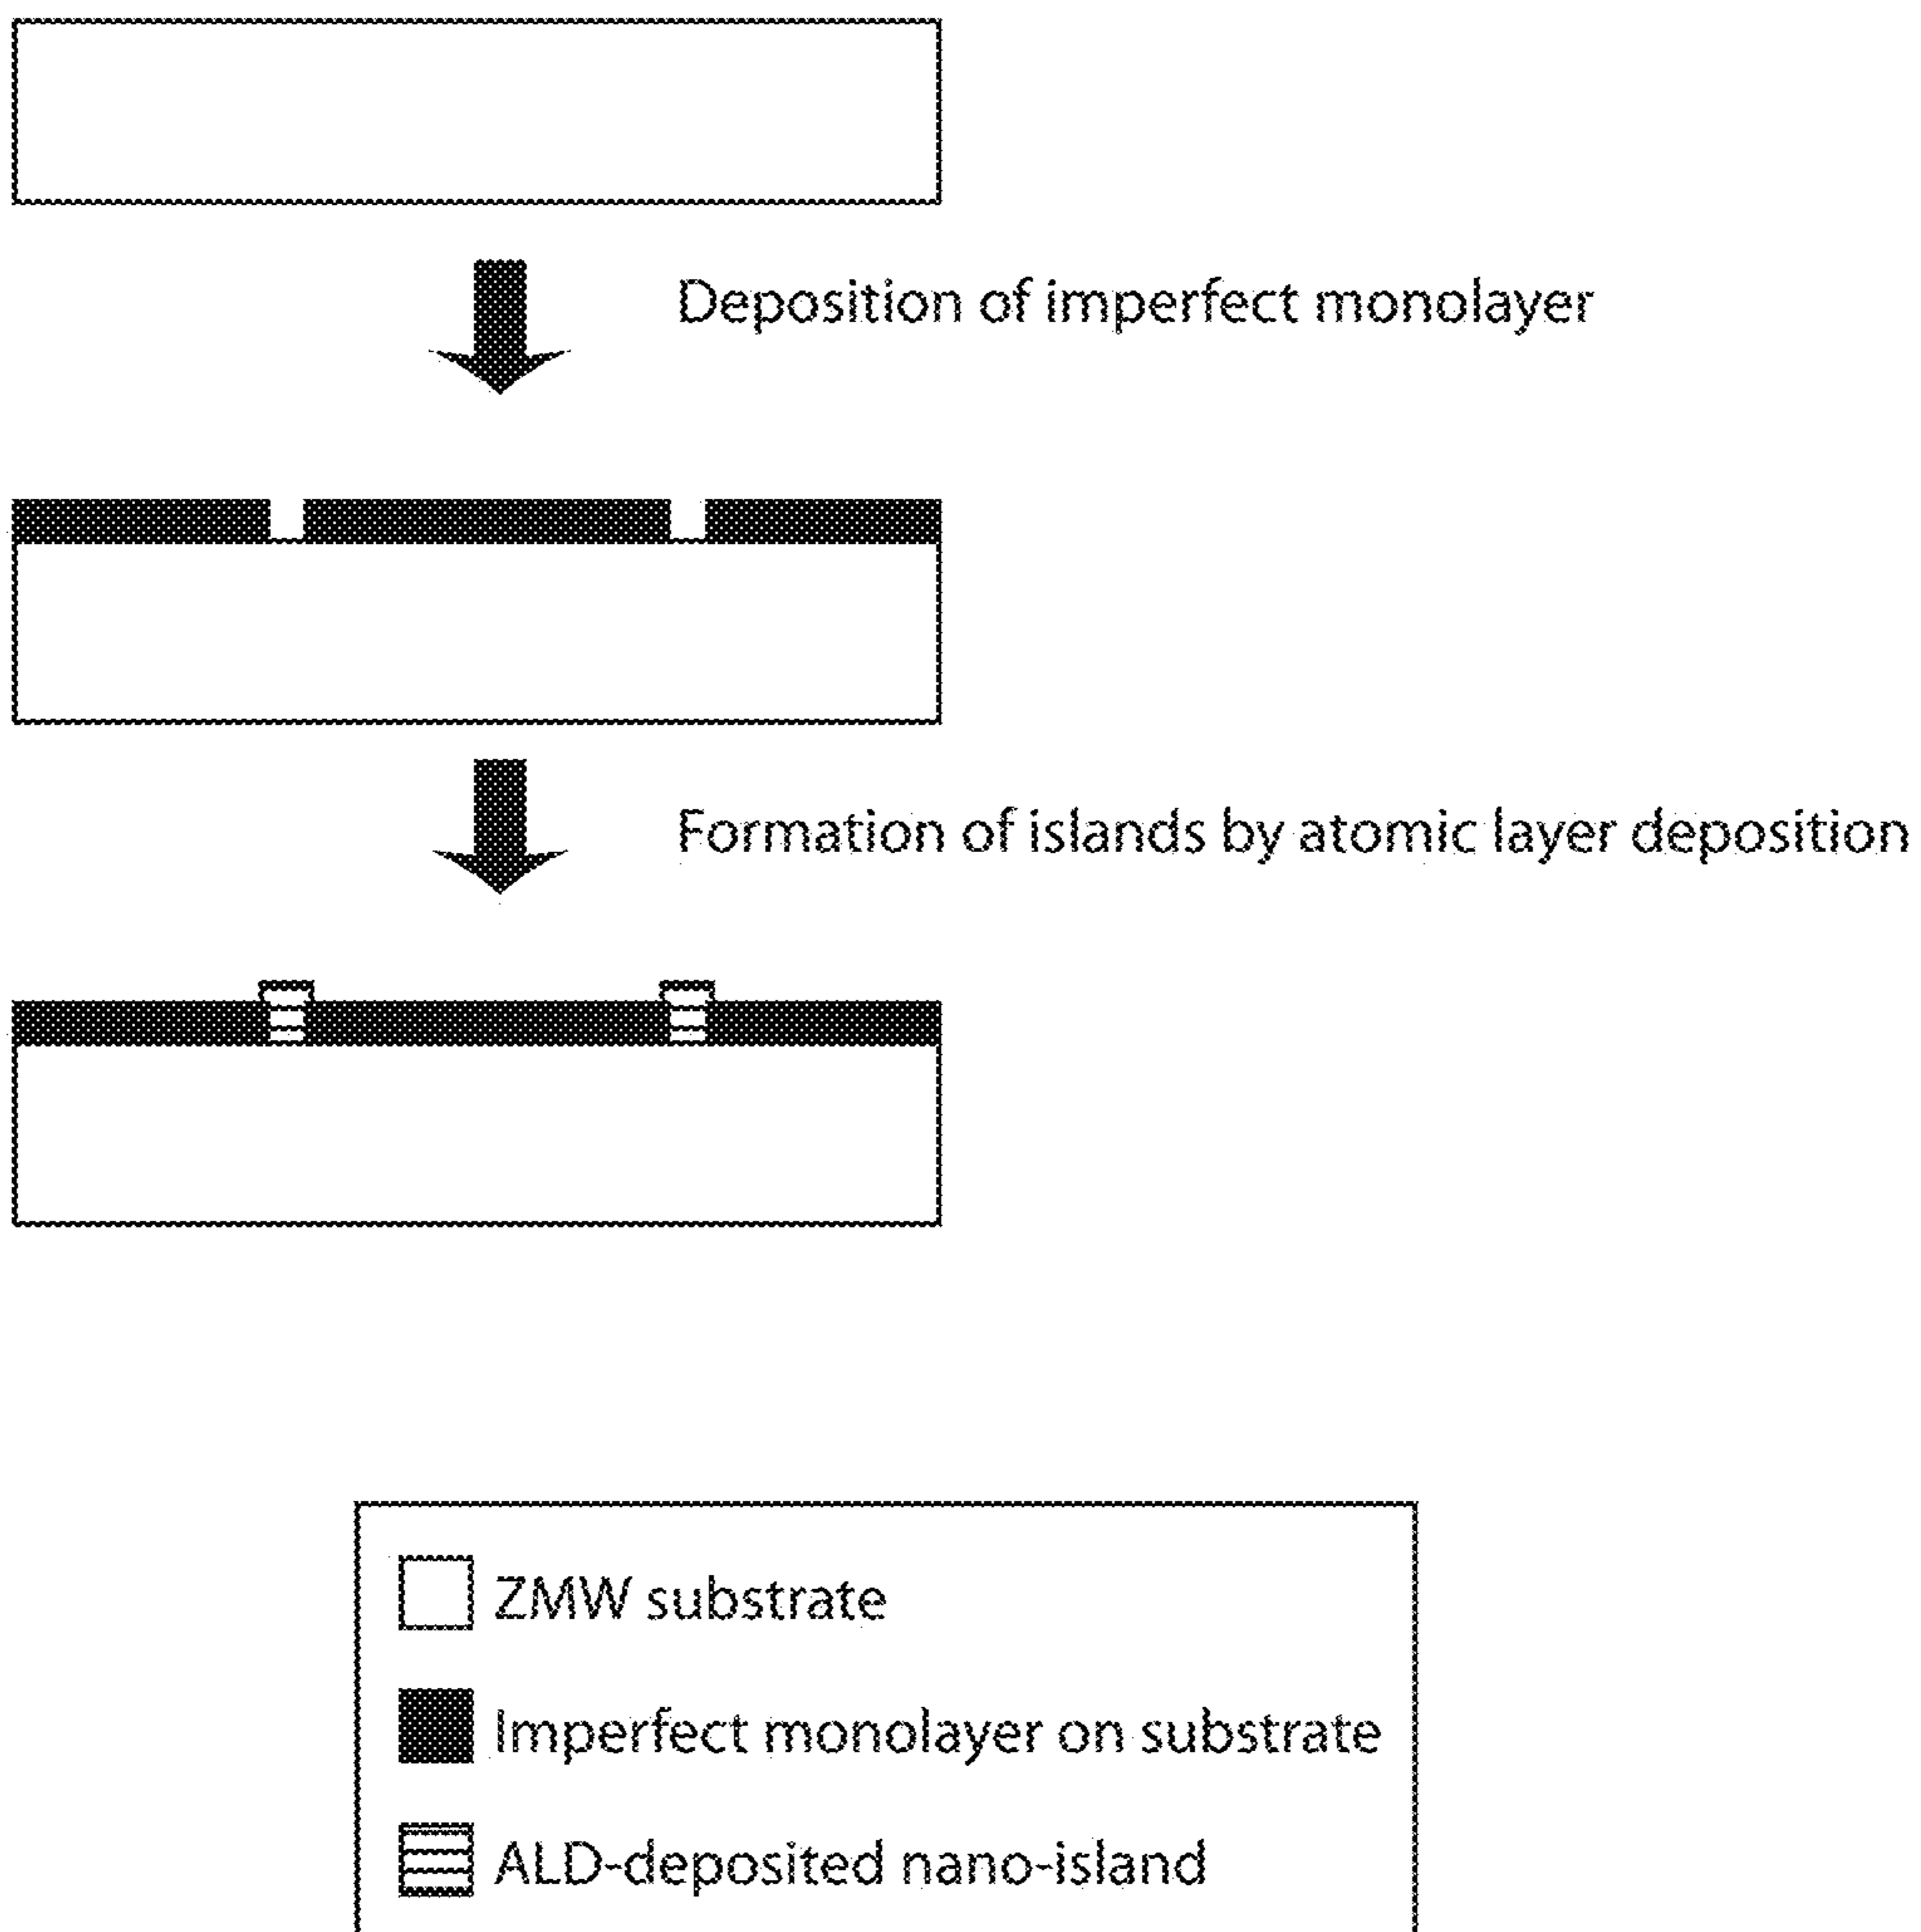 Deposition of imperfect monolayer
Formation of islands by atomic layer deposition
ZMW substrate
Imperfect monolayer on substrate
ALD-deposited nano-island